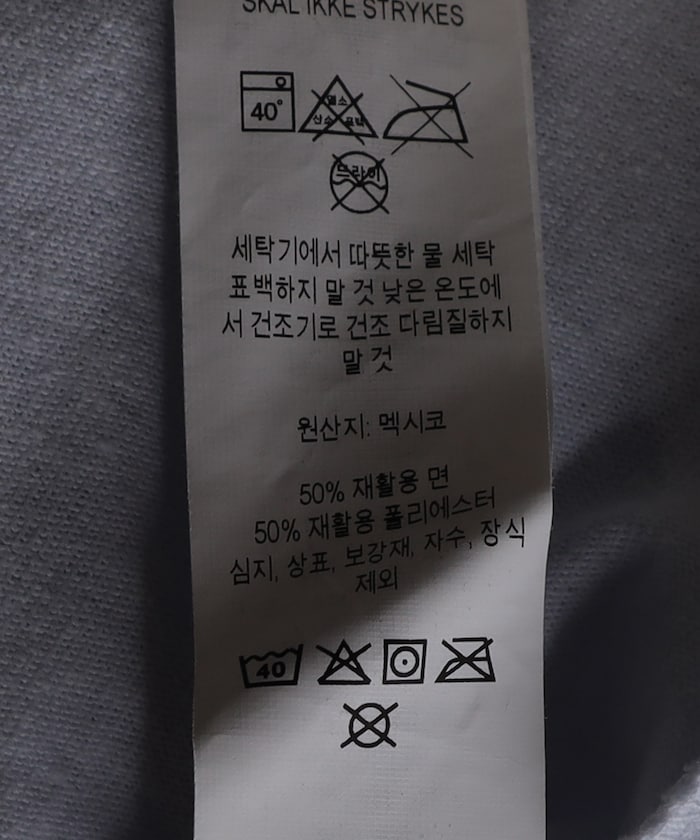 SKAL IKKE STRYKES
40°
염소
산소 표백
드라이
세탁기에서 따뜻한 물 세탁
표백하지 말 것 낮은 온도에
서 건조기로 건조 다림질하지
말 것
원산지: 멕시코
50% 재활용 면
50% 재활용 폴리에스터
심지, 상표, 보강재, 자수, 장식
제외
40